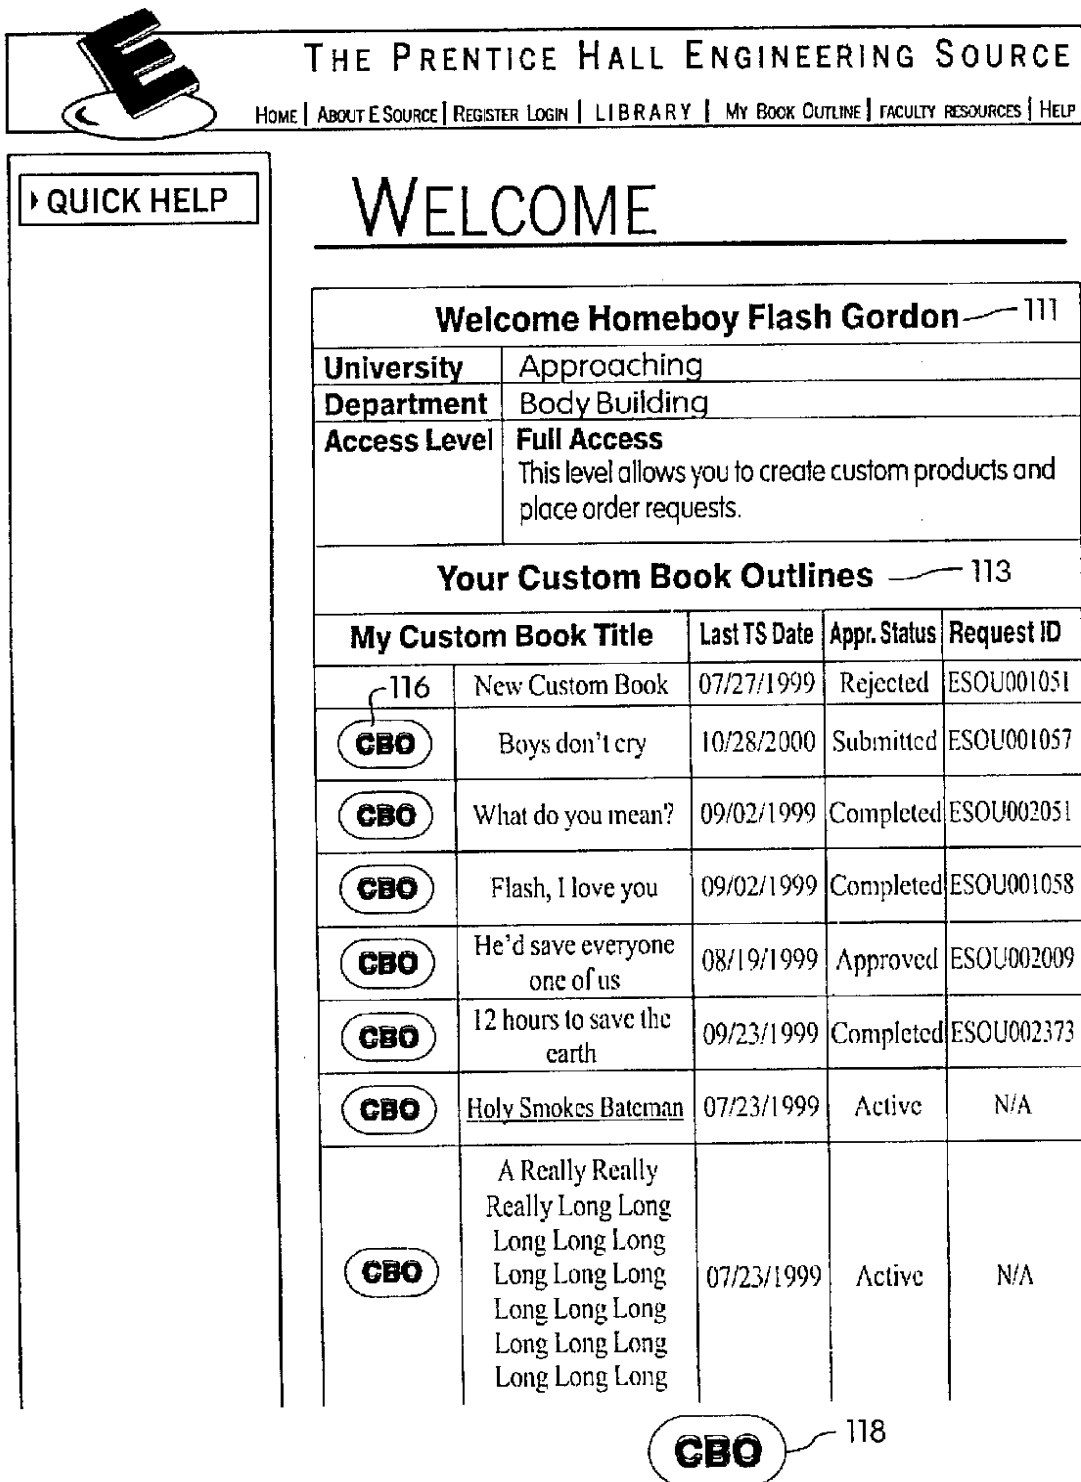 E
THE PRENTICE HALL ENGINEERING SOURCE
HOME | ABOUT E SOURCE | REGISTER LOGIN | LIBRARY | MY BOOK OUTLINE | FACULTY RESOURCES | HELP
QUICK HELP
WELCOME
Welcome Homeboy Flash Gordon 111
University Approaching
Department Body Building
Access Level Full Access
This level allows you to create custom products and
place order requests.
Your Custom Book Outlines 113
My Custom Book Title Last TS Date Appr. Status Request ID
116 New Custom Book 07/27/1999 Rejected ESOU001051
CBO Boys don't cry 10/28/2000 Submitted ESOU001057
CBO What do you mean? 09/02/1999 Completed ESOU002051
CBO Flash, I love you 09/02/1999 Completed ESOU001058
CBO He'd save everyone
one of us 08/19/1999 Approved ESOU002009
CBO 12 hours to save the
earth 09/23/1999 Completed ESOU002373
CBO Holy Smokes Bateman 07/23/1999 Active N/A
A Really Really
Really Long Long
Long Long Long
CBO Long Long Long 07/23/1999 Active N/A
Long Long Long
Long Long Long
Long Long Long
CBO 118